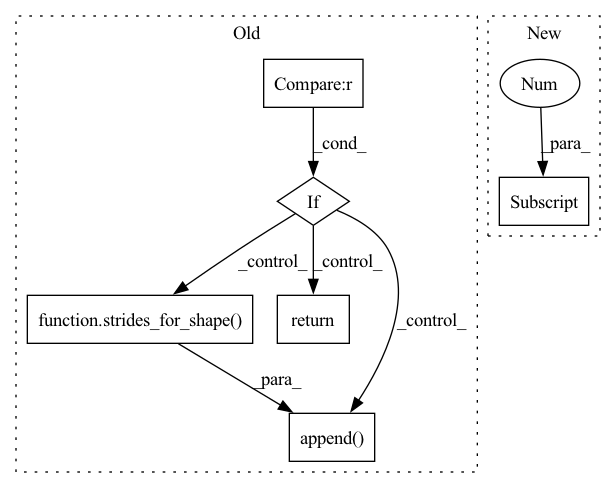 Old
New
Compare:r
Num
_cond_
_para_
If
Subscript
_control_
_control_
function.strides_for_shape()
return
_control_
_para_
append()